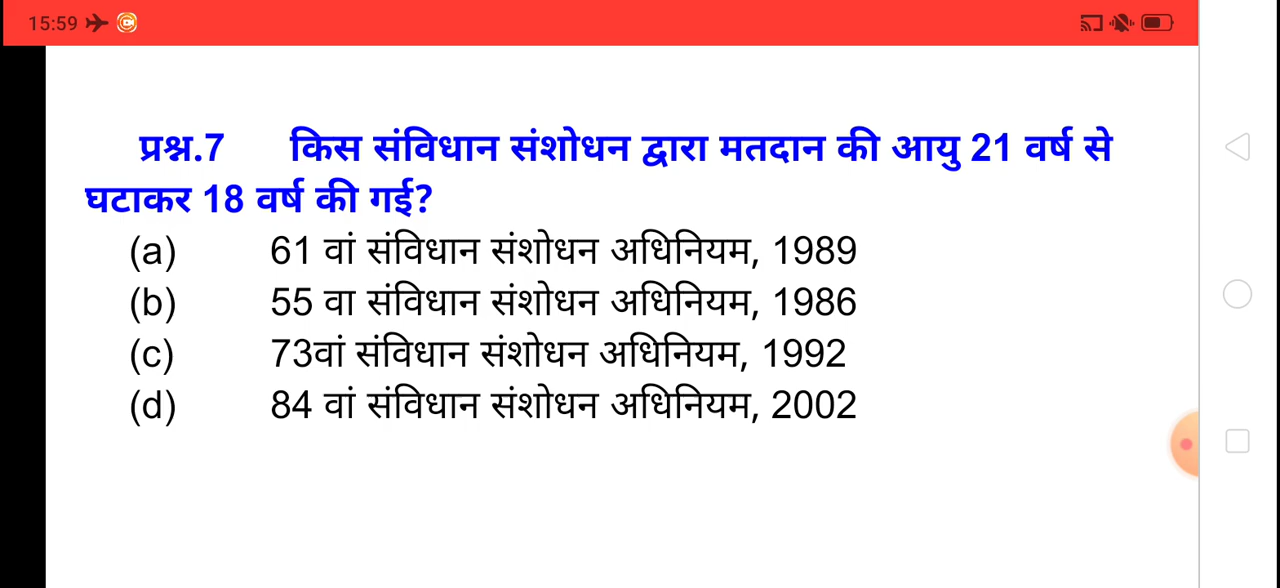 15:59
प्रश्न.7 किस संविधान संशोधन द्वारा मतदान की आयु 21 वर्ष से
घटाकर 18 वर्ष की गई?
(a) 61 वां संविधान संशोधन अधिनियम, 1989
(b) 55 वा संविधान संशोधन अधिनियम, 1986
(c) 73वां संविधान संशोधन अधिनियम, 1992
(d) 84 वां संविधान संशोधन अधिनियम, 2002